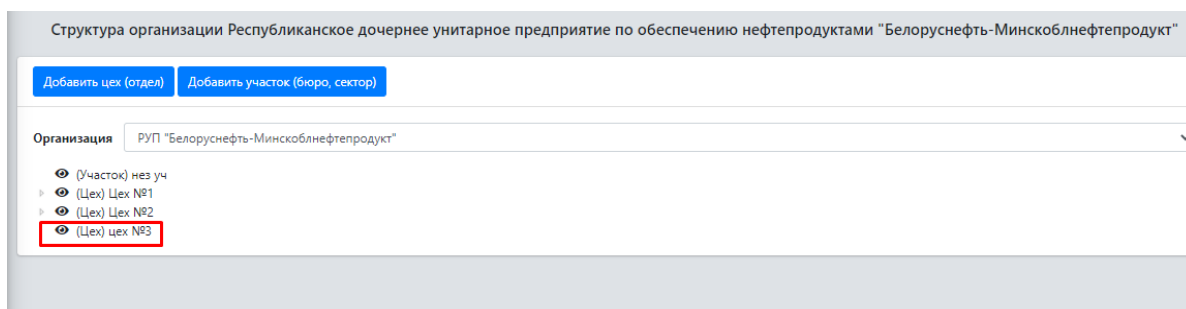 Структура организации Республиканское дочернее унитарное предприятие по обеспечению нефтепродуктами "Белоруснефть-Минскоблнефтепродукт"
Добавить цех (отдел) Добавить участок (бюро, сектор)
Организация РУП "Белоруснефть-Минскоблнефтепродукт"
(Участок) нез уч
(Цех) Цех №1
(Цех) Цех №2
(Цех) цех №3